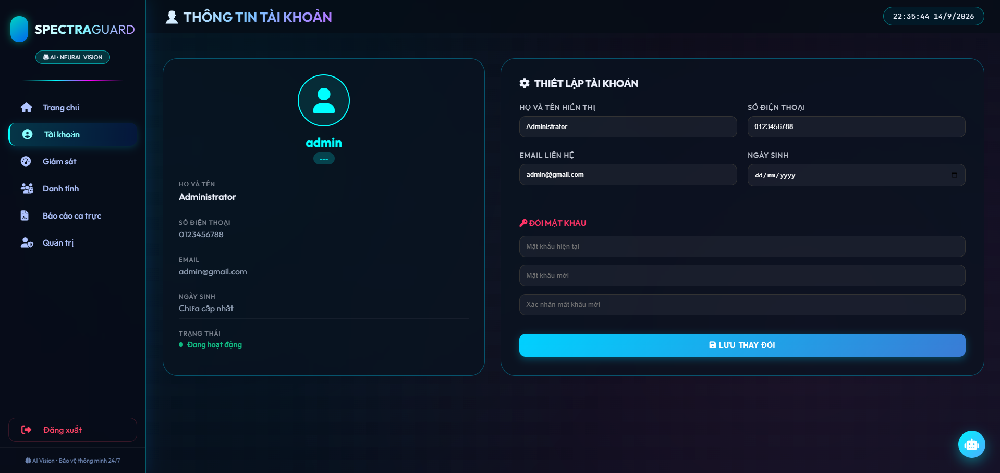 SPECTRAGUARD
AI • NEURAL VISION
Trang chủ
Tài khoản
Giám sát
Danh tính
Báo cáo ca trực
Quản trị
Đăng xuất
AI Vision • Bảo vệ thông minh 24/7
THÔNG TIN TÀI KHOẢN
22:35:44 14/9/2026
admin
---
HỌ VÀ TÊN
Administrator
SỐ ĐIỆN THOẠI
0123456788
EMAIL
admin@gmail.com
NGÀY SINH
Chưa cập nhật
TRẠNG THÁI
Đang hoạt động
THIẾT LẬP TÀI KHOẢN
HỌ VÀ TÊN HIỂN THỊ
Administrator
SỐ ĐIỆN THOẠI
0123456788
EMAIL LIÊN HỆ
admin@gmail.com
NGÀY SINH
dd/mm/yyyy
ĐỔI MẬT KHẨU
Mật khẩu hiện tại
Mật khẩu mới
Xác nhận mật khẩu mới
LƯU THAY ĐỔI